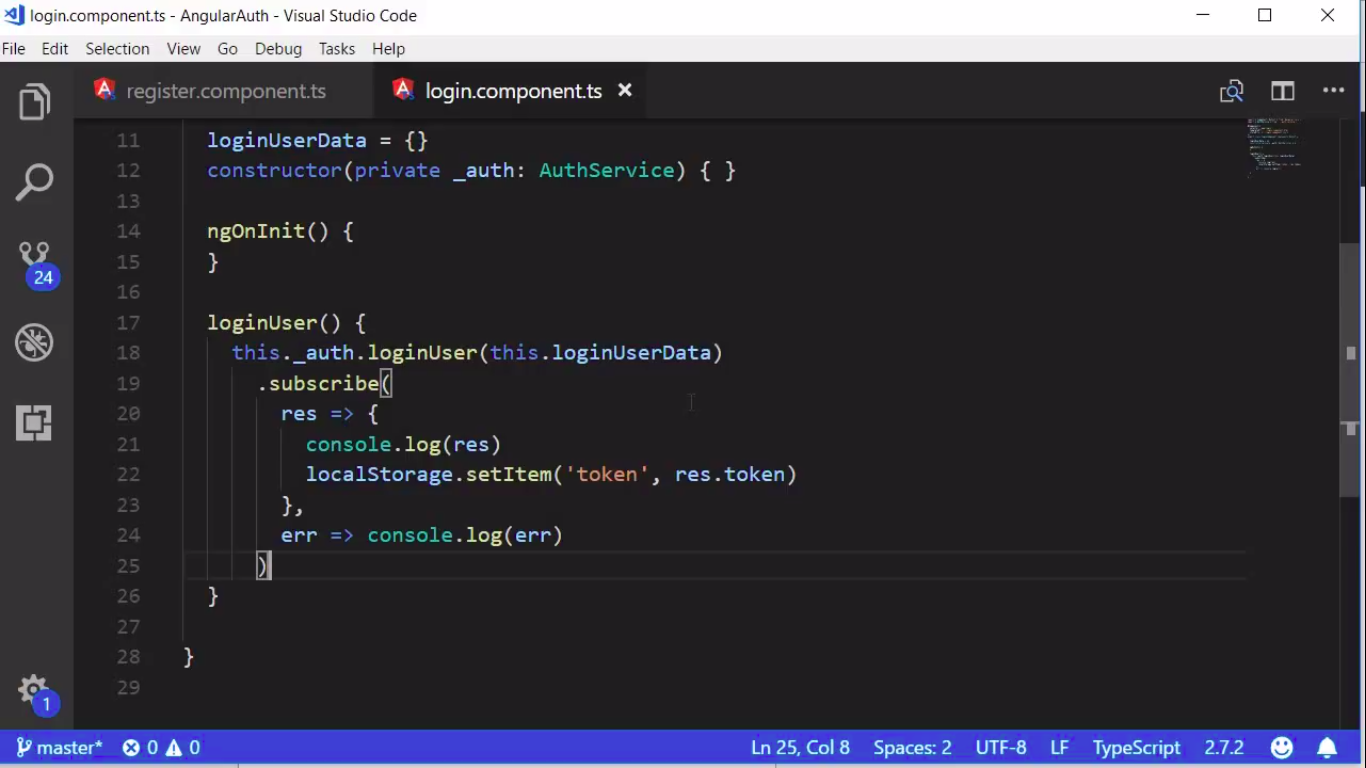 login.component.ts - AngularAuth - Visual Studio Code
File Edit Selection View Go Debug Tasks Help
register.component.ts login.component.ts
11 loginUserData = {}
12 constructor(private _auth: AuthService) { }
13
14 ngOnInit() {
15 }
16
17 loginUser() {
18 this._auth.loginUser(this.loginUserData)
19 .subscribe(
20 res => {
21 console.log(res)
22 localStorage.setItem('token', res.token)
23 },
24 err => console.log(err)
25 )
26 }
27
28 }
29
24
1
master* 0 0 Ln 25, Col 8 Spaces: 2 UTF-8 LF TypeScript 2.7.2